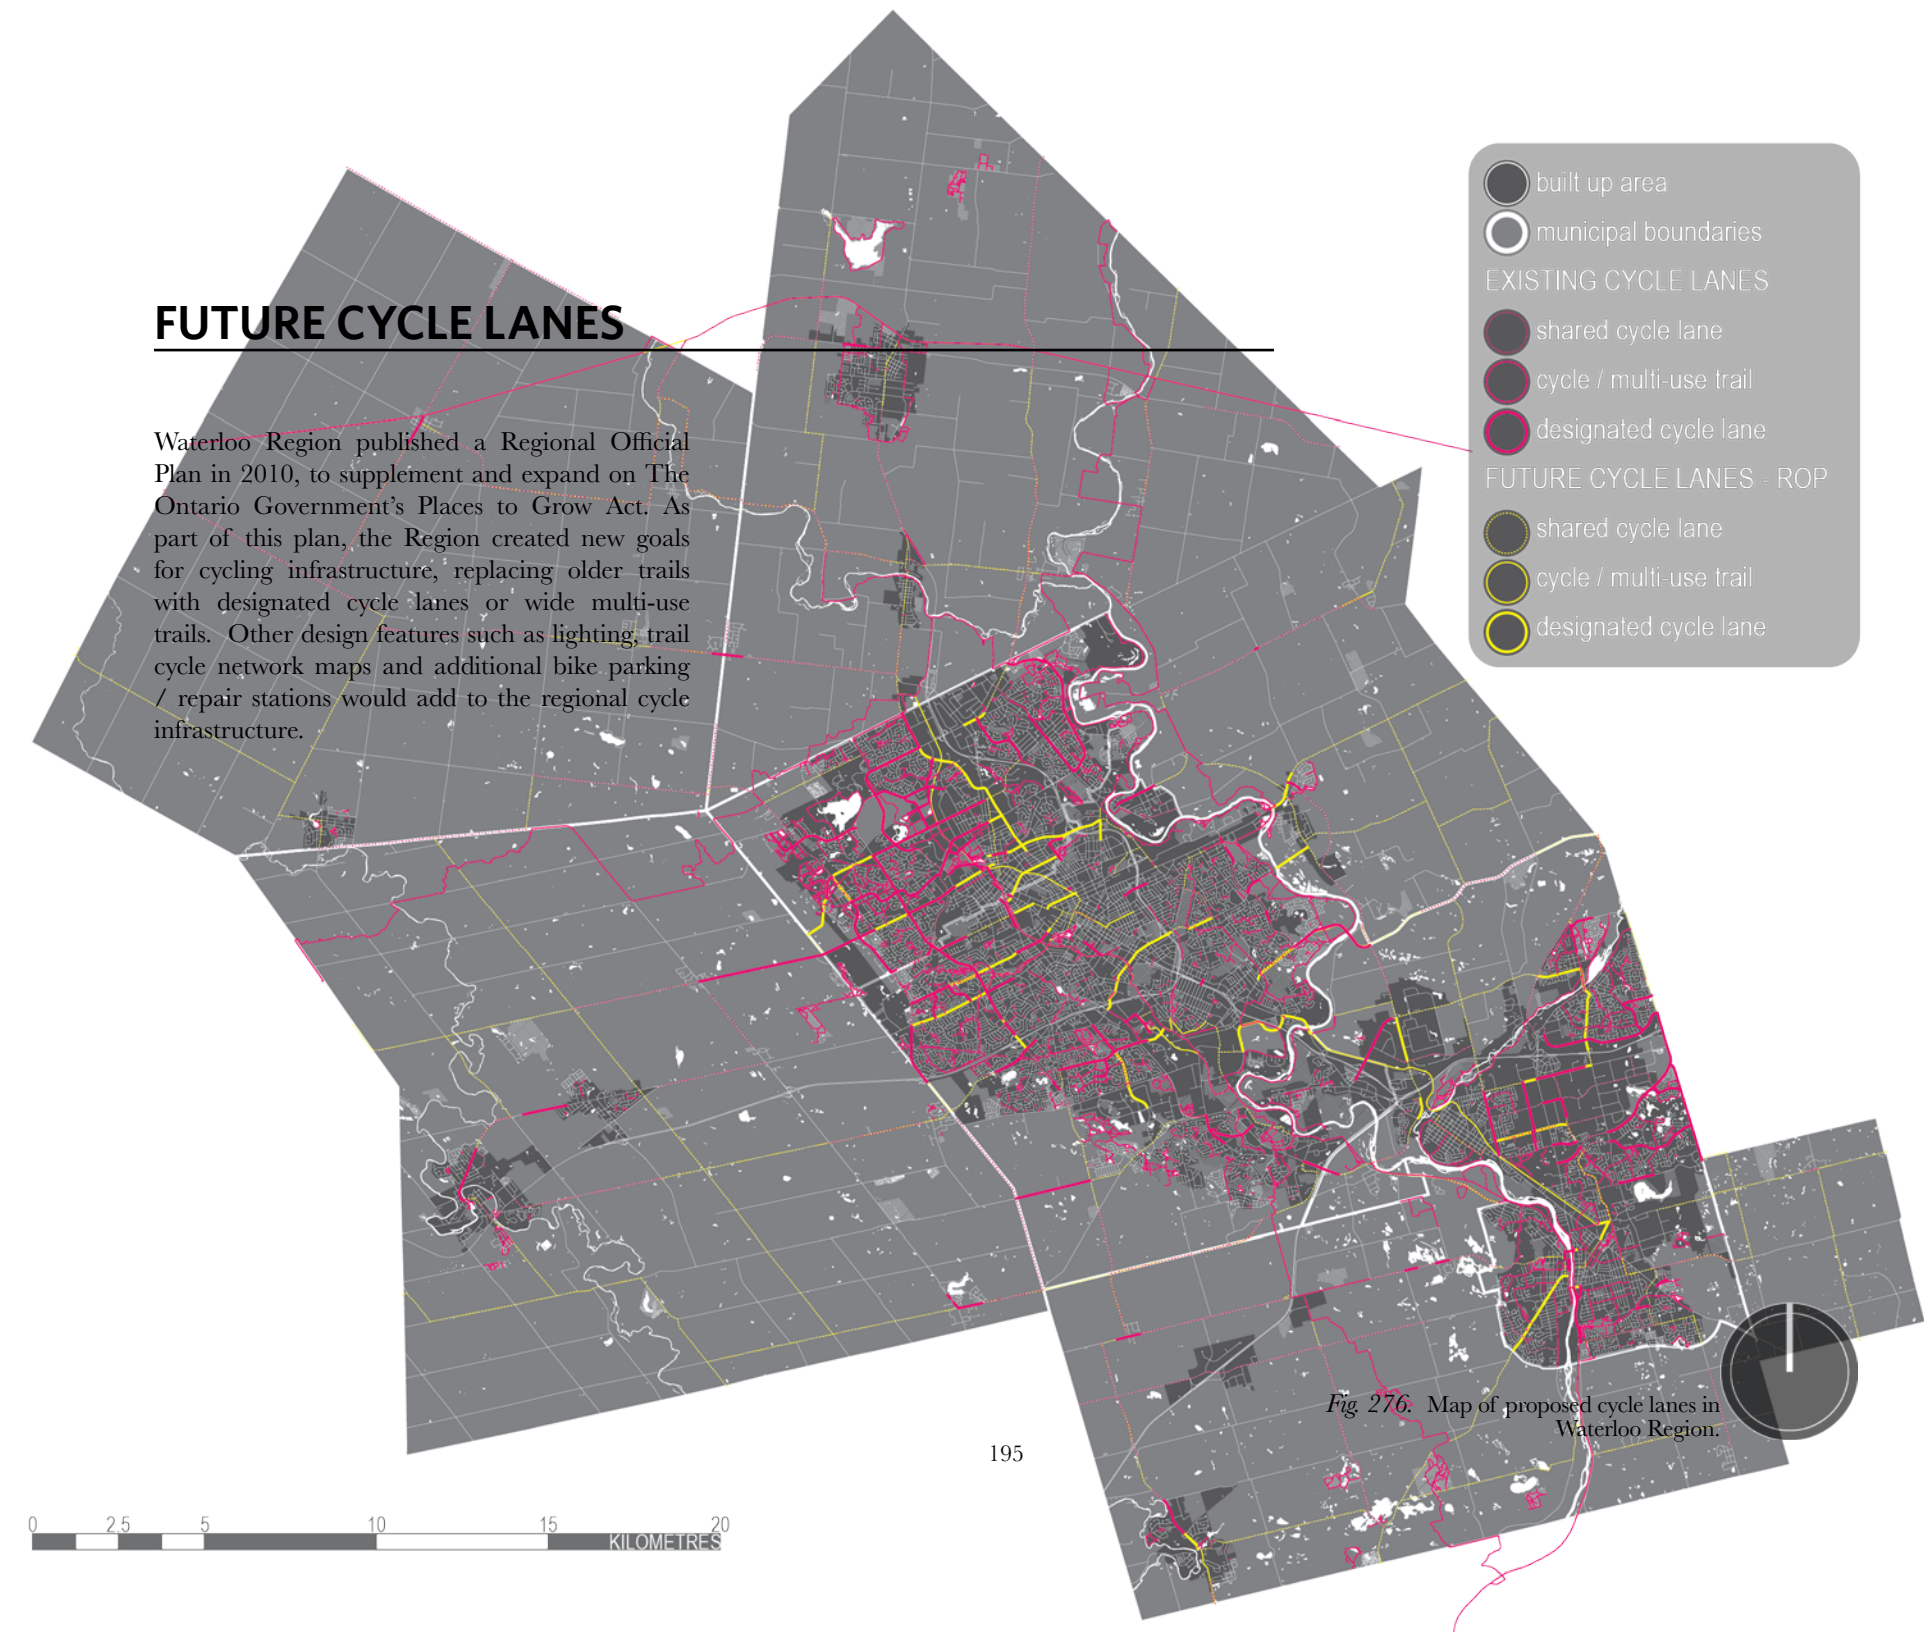 FUTURE CYCLE LANES
Waterloo Region published a Regional Official
Plan in 2010, to supplement and expand on The
Ontario Government’s Places to Grow Act. As
part of this plan, the Region created new goals
for cycling infrastructure, replacing older trails
with designated cycle lanes or wide multi-use
trails. Other design features such as lighting, trail
cycle network maps and additional bike parking
/ repair stations would add to the regional cycle
infrastructure.
built up area
municipal boundaries
EXISTING CYCLE LANES
shared cycle lane
cycle / multi-use trail
designated cycle lane
FUTURE CYCLE LANES - ROP
shared cycle lane
cycle / multi-use trail
designated cycle lane
Fig. 276. Map of proposed cycle lanes in
Waterloo Region.
195
0 2.5 5 10 15 20
KILOMETRES